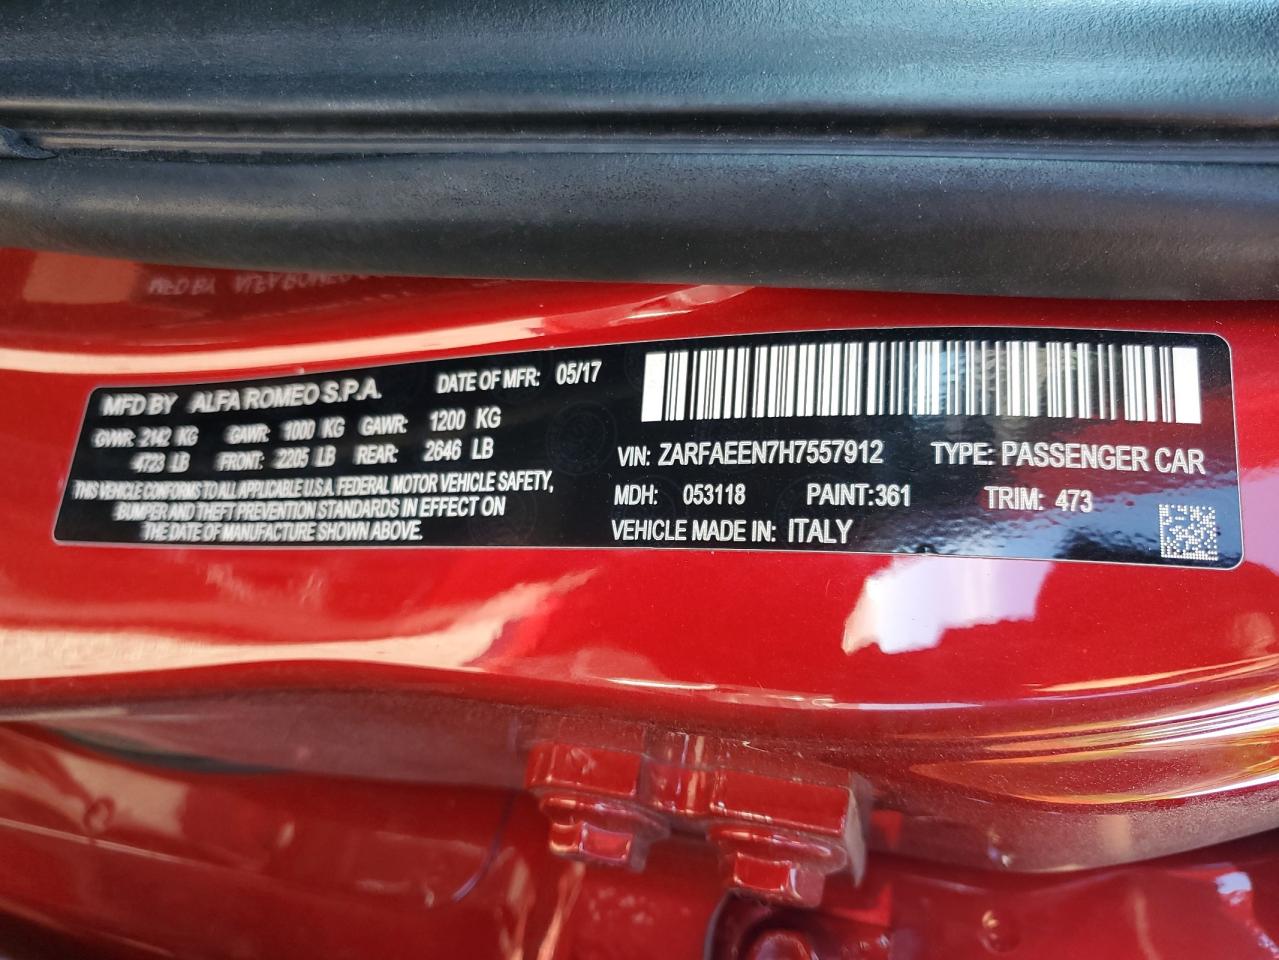 MFD BY ALFA ROMEO S.P.A. DATE OF MFR: 05/17
GVWR: 2142 KG GAWR: 1000 KG GAWR: 1200 KG
4723 LB FRONT: 2205 LB REAR: 2646 LB
THIS VEHICLE CONFORMS TO ALL APPLICABLE U.S.A. FEDERAL MOTOR VEHICLE SAFETY,
BUMPER AND THEFT PREVENTION STANDARDS IN EFFECT ON
THE DATE OF MANUFACTURE SHOWN ABOVE.
VIN: ZARFAEEN7H7557912 TYPE: PASSENGER CAR
MDH: 053118 PAINT:361 TRIM: 473
VEHICLE MADE IN: ITALY